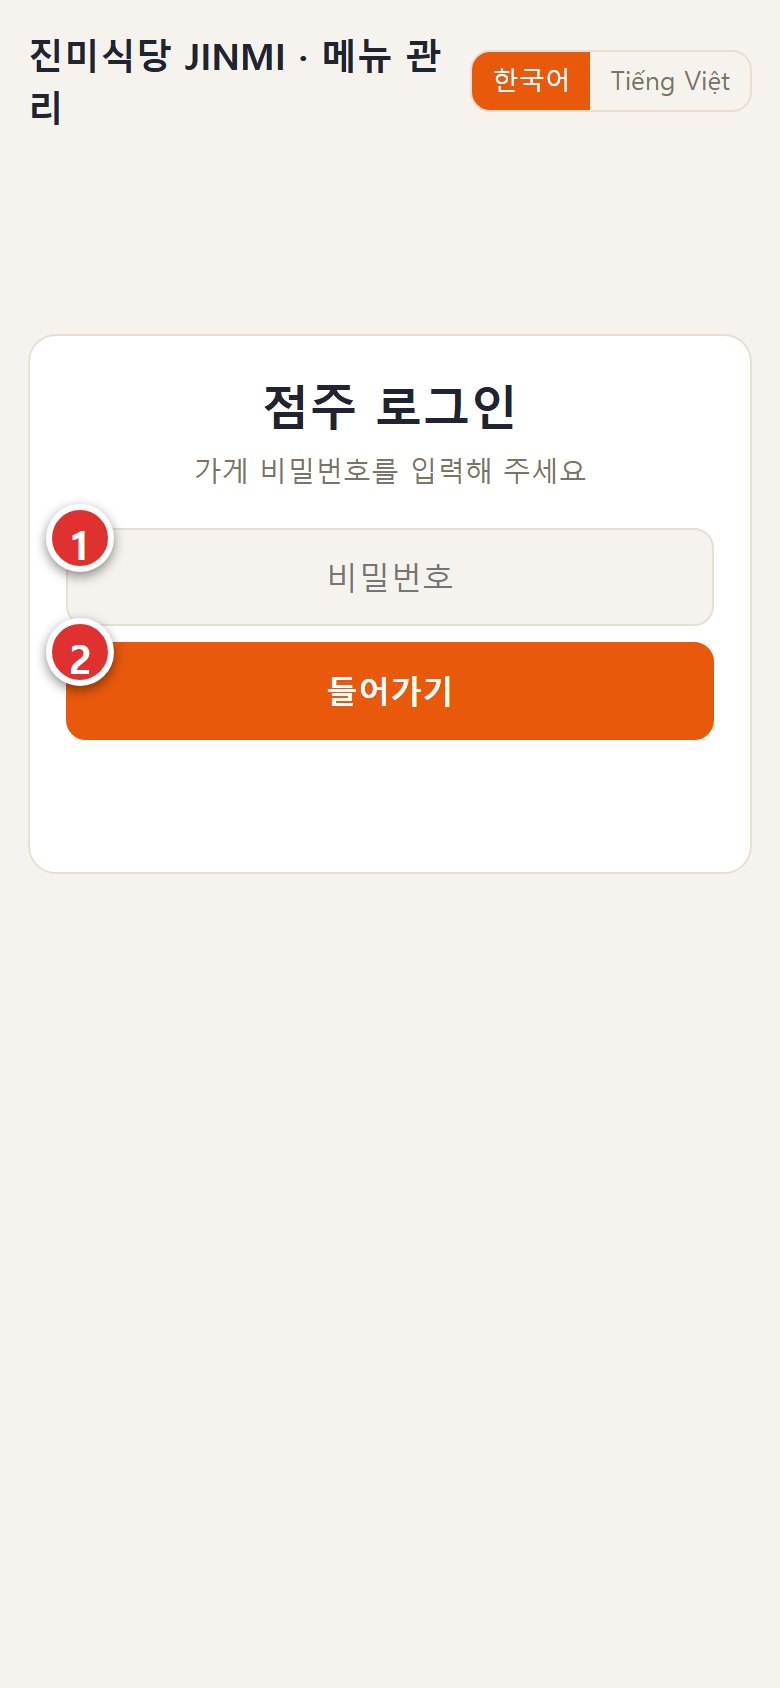 진미식당 JINMI · 메뉴 관
리
한국어
Tiếng Việt
점주 로그인
가게 비밀번호를 입력해 주세요
1
비밀번호
2
들어가기